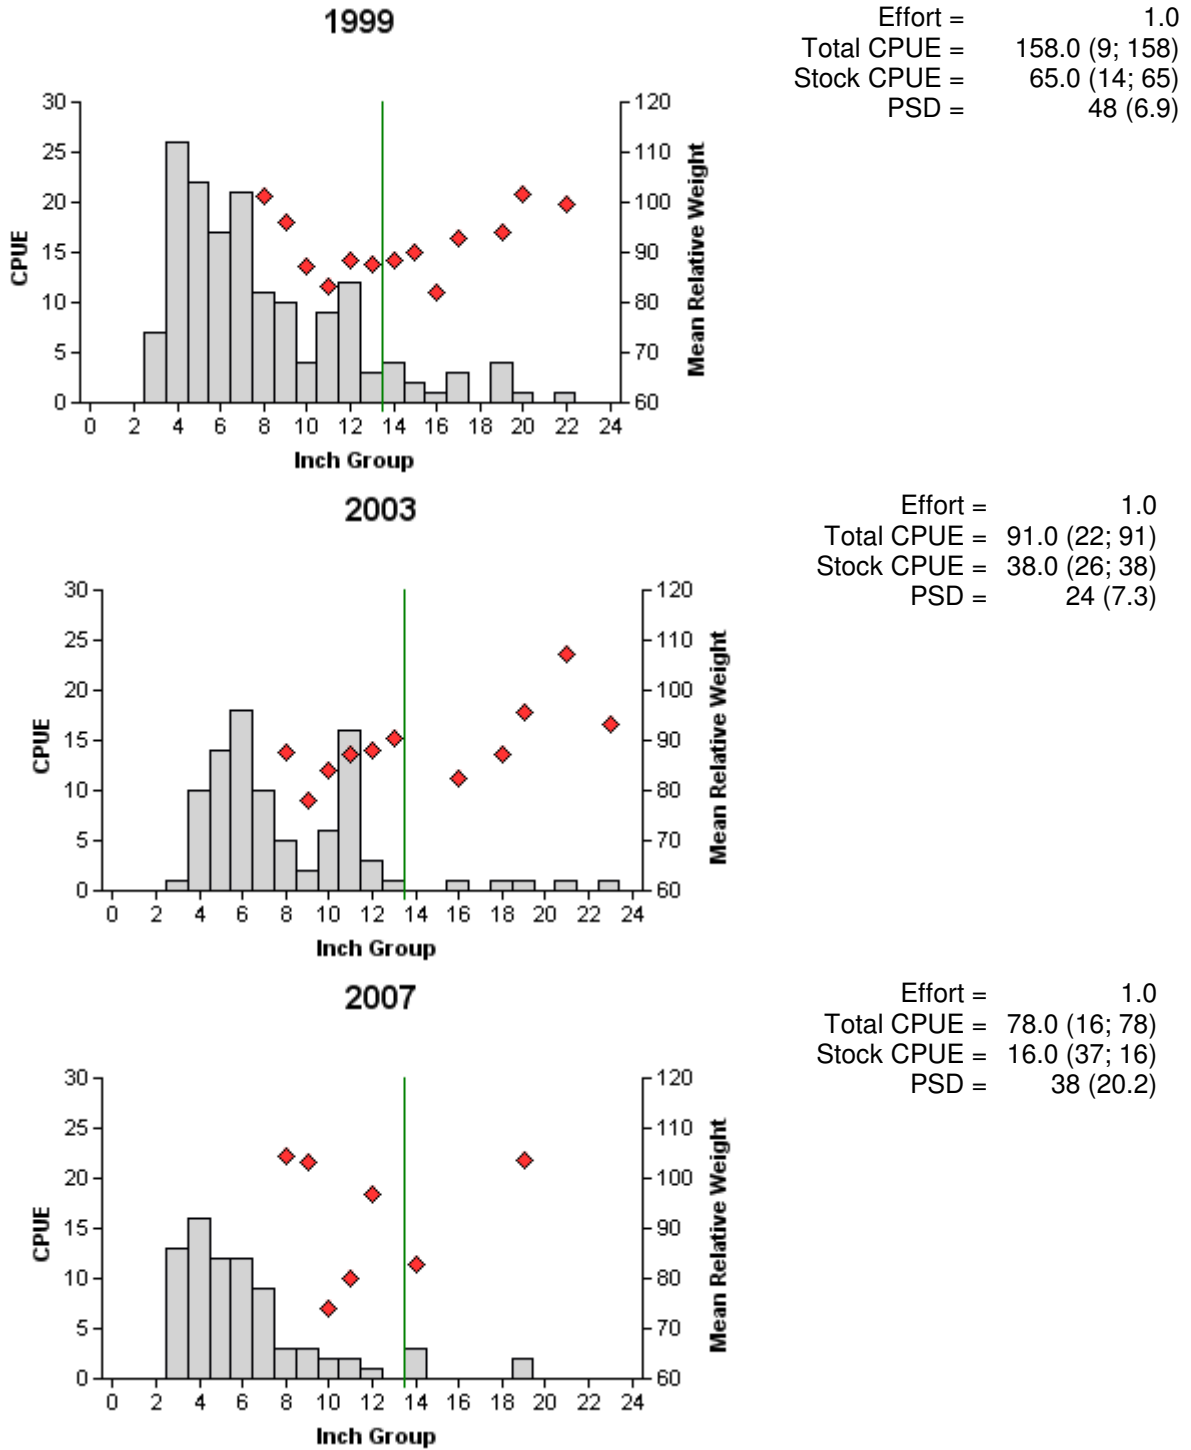 1999
Effort = 1.0
Total CPUE = 158.0 (9; 158)
Stock CPUE = 65.0 (14; 65)
PSD = 48 (6.9)
30 25 20 15 10 5 0
CPUE
120 110 100 90 80 70 60
Mean Relative Weight
0 2 4 6 8 10 12 14 16 18 20 22 24
Inch Group
2003
Effort = 1.0
Total CPUE = 91.0 (22; 91)
Stock CPUE = 38.0 (26; 38)
PSD = 24 (7.3)
30 25 20 15 10 5 0
CPUE
120 110 100 90 80 70 60
Mean Relative Weight
0 2 4 6 8 10 12 14 16 18 20 22 24
Inch Group
2007
Effort = 1.0
Total CPUE = 78.0 (16; 78)
Stock CPUE = 16.0 (37; 16)
PSD = 38 (20.2)
30 25 20 15 10 5 0
CPUE
120 110 100 90 80 70 60
Mean Relative Weight
0 2 4 6 8 10 12 14 16 18 20 22 24
Inch Group